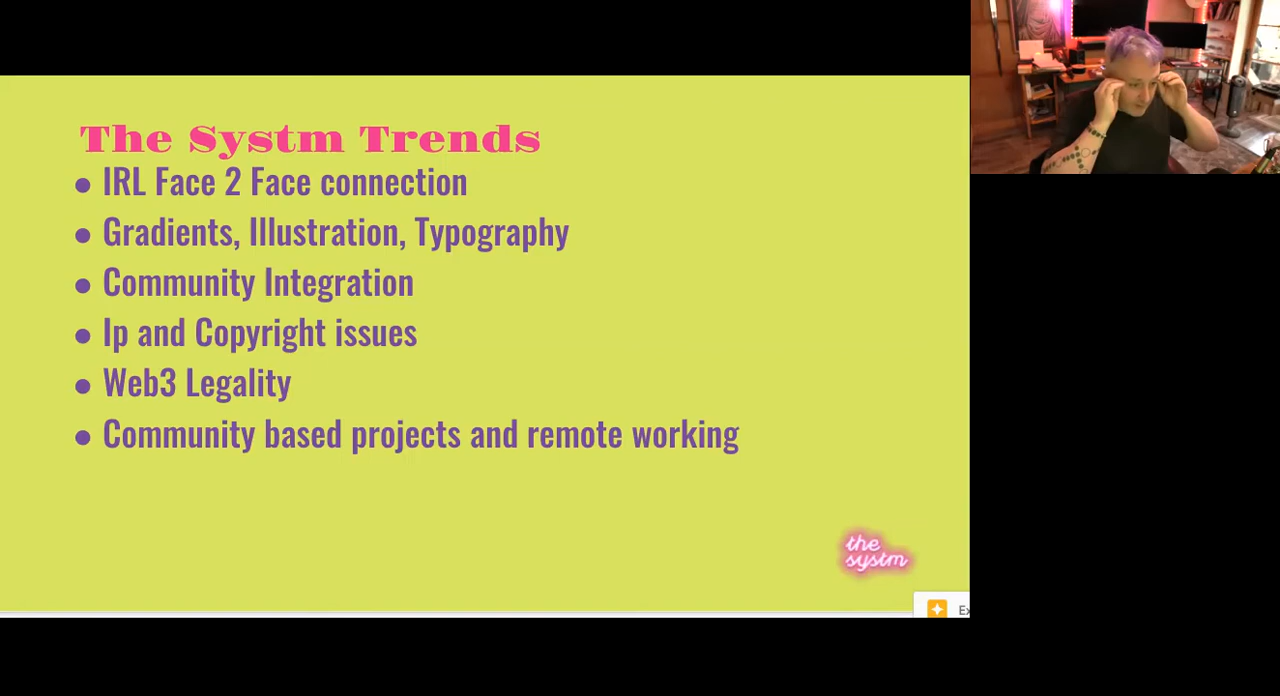 The Systm Trends
● IRL Face 2 Face connection
● Gradients, Illustration, Typography
● Community Integration
● Ip and Copyright issues
● Web3 Legality
● Community based projects and remote working
the
systm
Ex